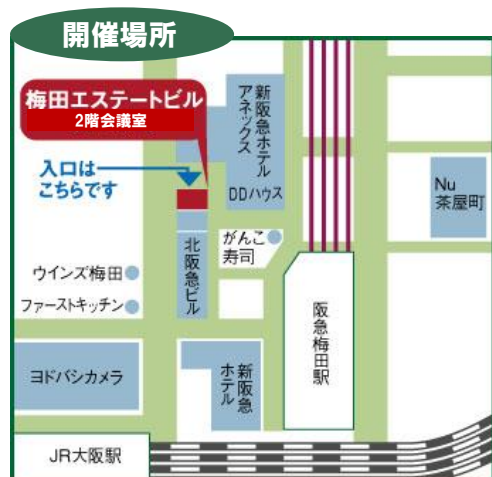 開催場所
梅田エステートビル
2階会議室
入口は
こちらです
新阪急ホテル
アネックス
DDハウス
Nu
茶屋町
がんこ
寿司
北阪急ビル
ウインズ梅田
ファーストキッチン
阪急梅田駅
ヨドバシカメラ
新阪急
ホテル
JR大阪駅